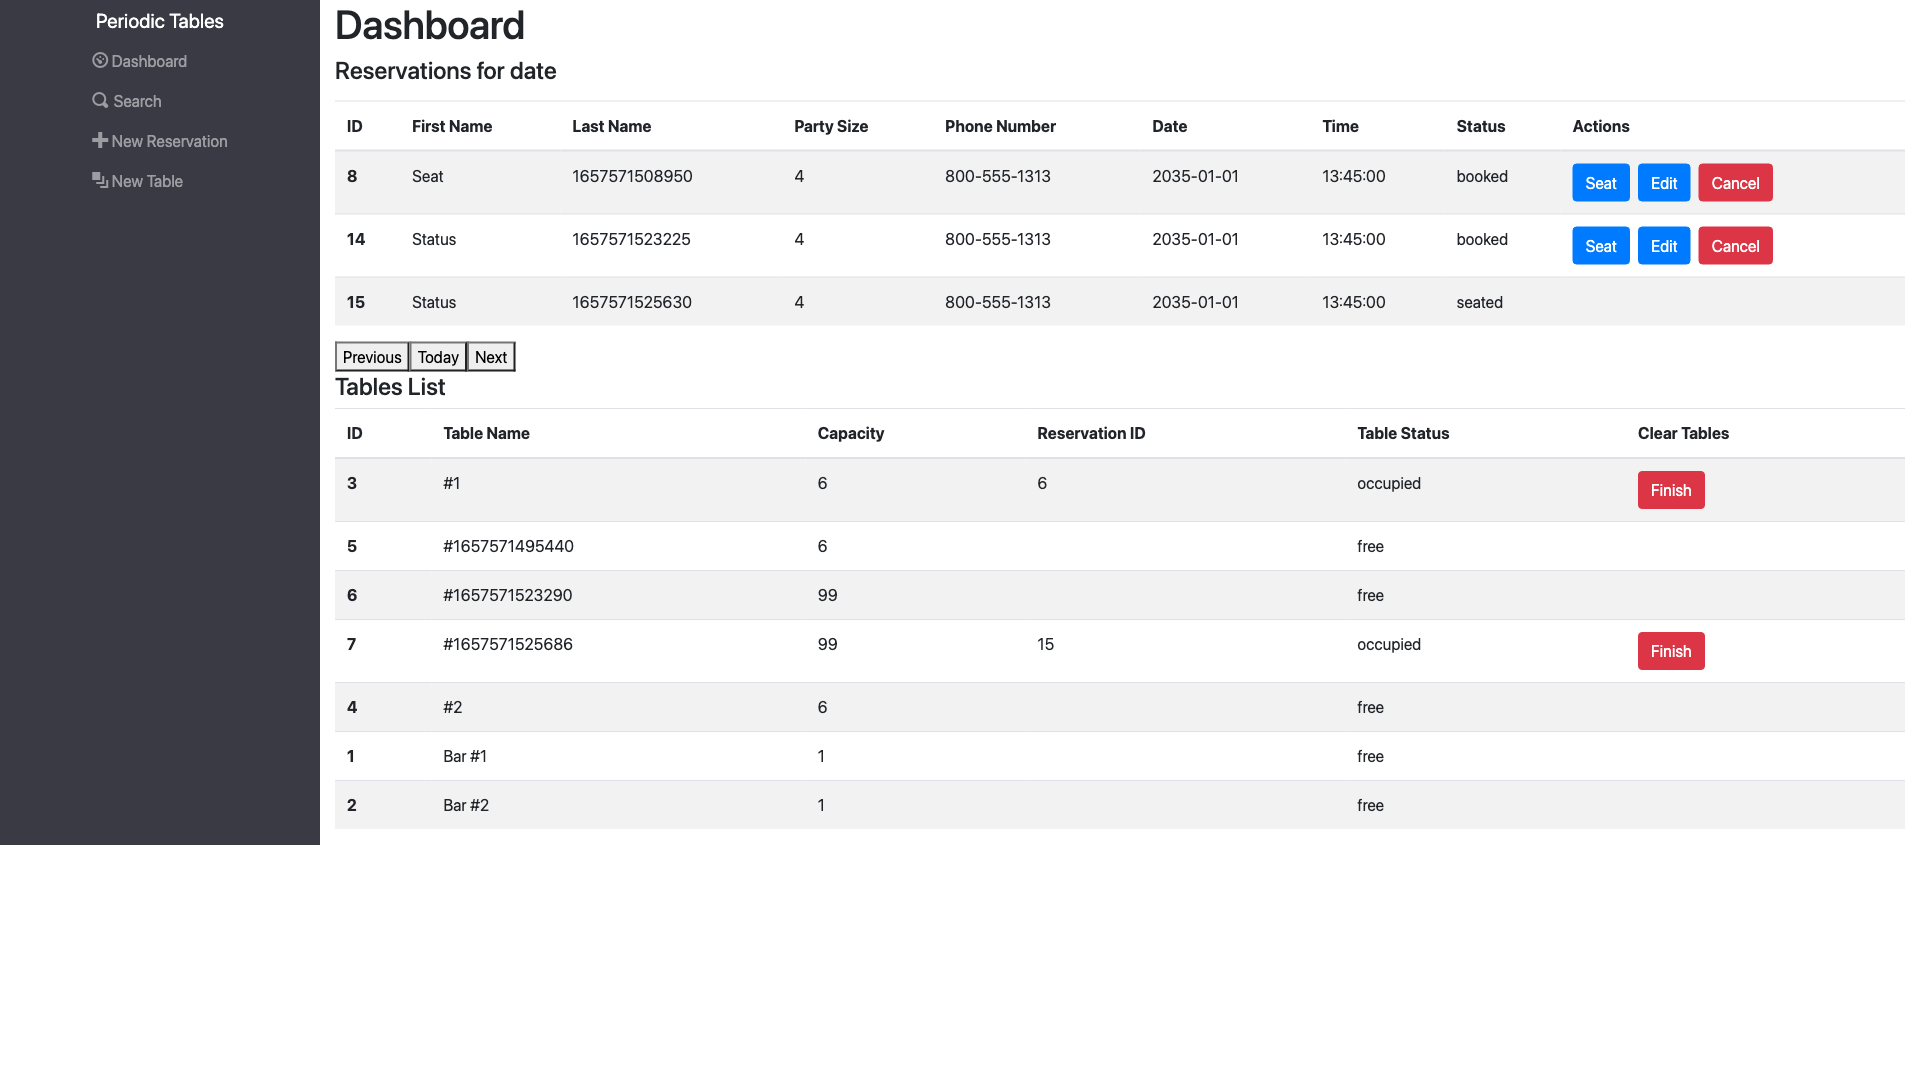 Periodic Tables
Dashboard
Search
New Reservation
New Table
Dashboard
Reservations for date
ID First Name Last Name Party Size Phone Number Date Time Status Actions
8 Seat 1657571508950 4 800-555-1313 2035-01-01 13:45:00 booked Seat Edit Cancel
14 Status 1657571523225 4 800-555-1313 2035-01-01 13:45:00 booked Seat Edit Cancel
15 Status 1657571525630 4 800-555-1313 2035-01-01 13:45:00 seated
Previous Today Next
Tables List
ID Table Name Capacity Reservation ID Table Status Clear Tables
3 #1 6 6 occupied Finish
5 #1657571495440 6 free
6 #1657571523290 99 free
7 #1657571525686 99 15 occupied Finish
4 #2 6 free
1 Bar #1 1 free
2 Bar #2 1 free